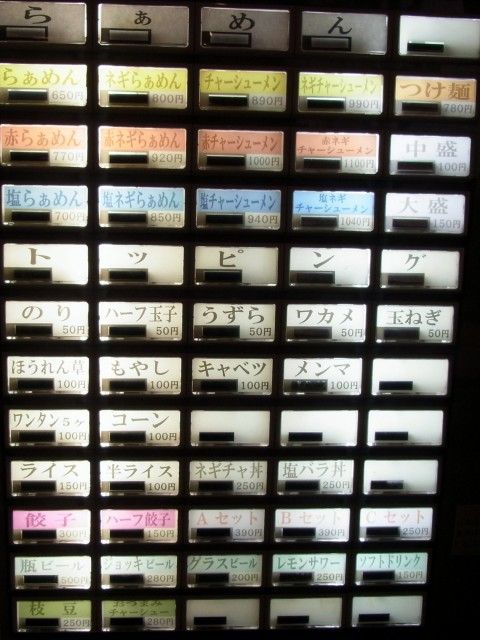 らぁめん
らぁめん 650円 ネギらぁめん 800円 チャーシューメン 890円 ネギチャーシューメン 990円 つけ麺 780円
赤らぁめん 770円 赤ネギらぁめん 920円 赤チャーシューメン 1000円 赤ネギチャーシューメン 1100円 中盛 100円
塩らぁめん 700円 塩ネギらぁめん 850円 塩チャーシューメン 940円 塩ネギチャーシューメン 1040円 大盛 150円
トッピング
のり 50円 ハーフ玉子 50円 うずら 50円 ワカメ 50円 玉ねぎ 50円
ほうれん草 100円 もやし 100円 キャベツ 100円 メンマ 100円
ワンタン5ヶ 100円 コーン 100円
ライス 150円 半ライス 100円 ネギチャ丼 250円 塩バラ丼 250円
餃子 300円 ハーフ餃子 150円 Aセット 390円 Bセット 390円 Cセット 250円
瓶ビール 500円 ジョッキビール 280円 グラスビール 200円 レモンサワー 250円 ソフトドリンク 150円
枝豆 250円 おつまみチャーシュー 280円